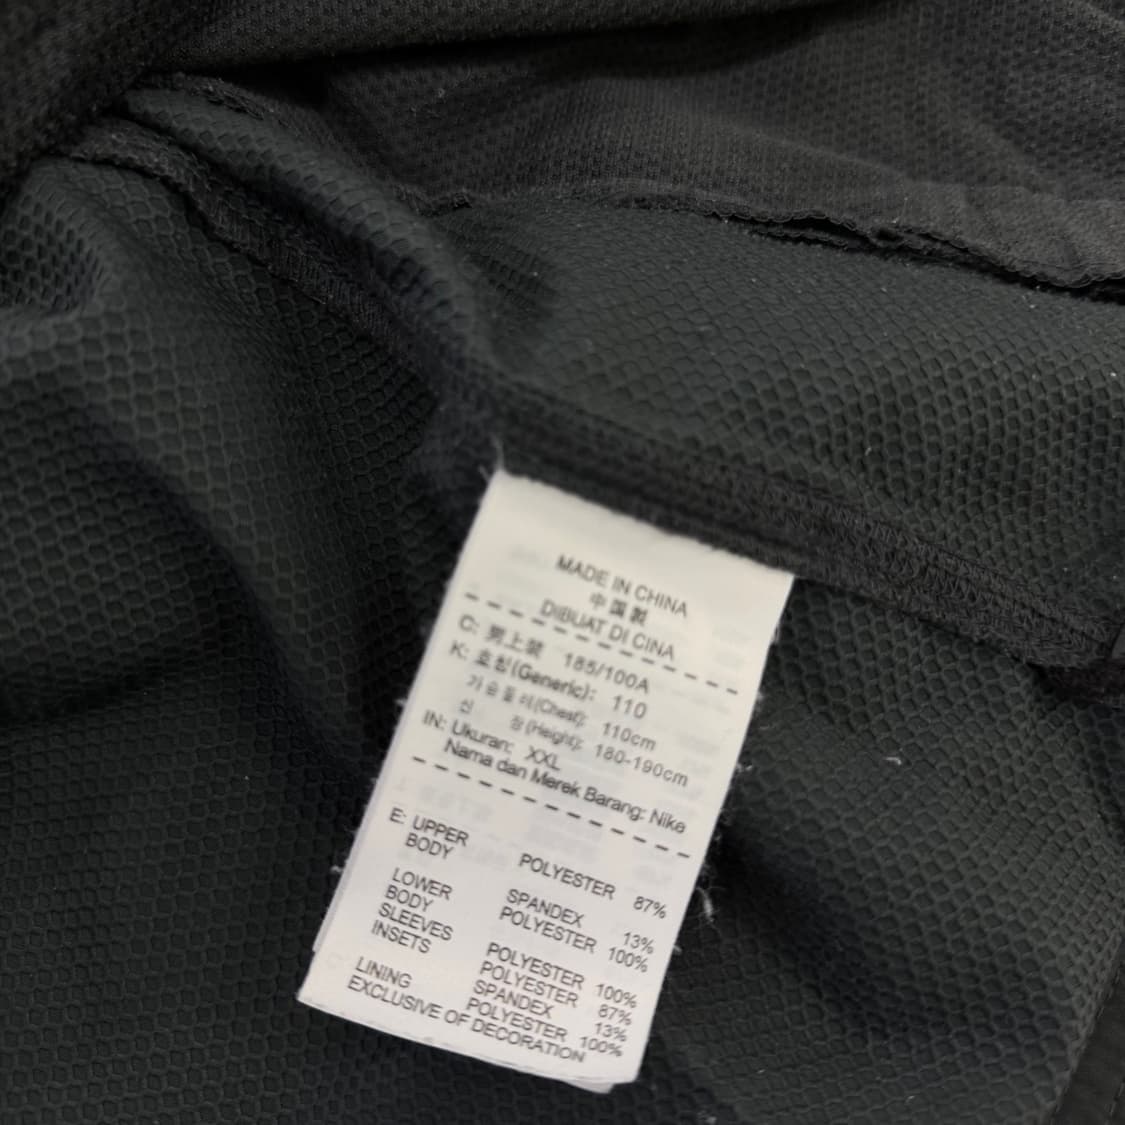 MADE IN CHINA
中国製
DIBUAT DI CINA
C: 男上装 185/100A
K: 호칭(Generic): 110
가슴둘레(Chest): 110cm
신 장(Height): 180-190cm
IN: Ukuran: XXL
Nama dan Merek Barang: Nike
E: UPPER
BODY POLYESTER 87%
SPANDEX 13%
LOWER
BODY POLYESTER 100%
SLEEVES POLYESTER 100%
INSETS POLYESTER 87%
SPANDEX 13%
LINING POLYESTER 100%
EXCLUSIVE OF DECORATION